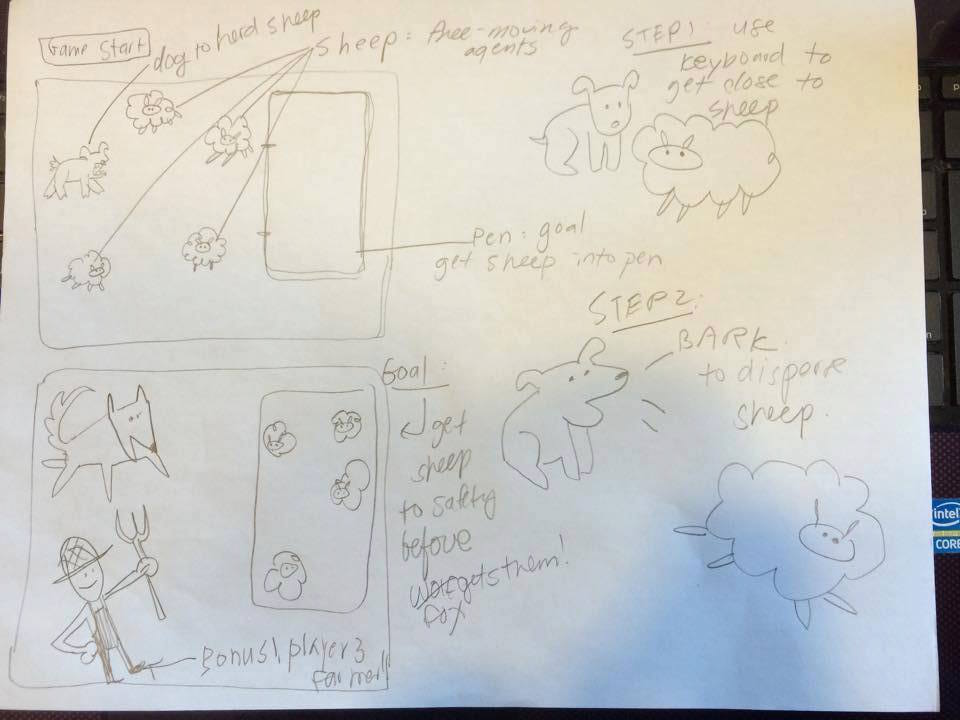 Game Start
dog to herd sheep
sheep: free-moving
agents
STEP 1: use
keyboard to
get close to
sheep
Pen: goal
get sheep into pen
STEP 2:
BARK
to disperse
sheep.
Goal:
get
sheep
to safety
before
gets them!
fox
Bonus! player 3
farmer!!
intel
CORE